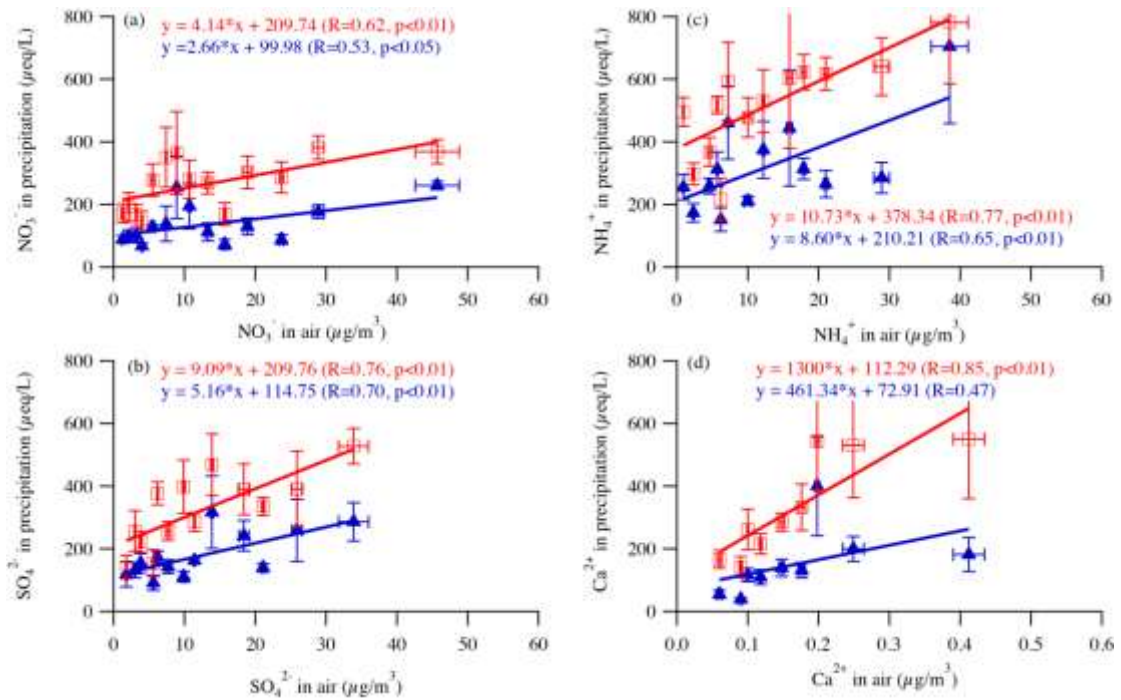 (a)
y = 4.14*x + 209.74 (R=0.62, p<0.01)
y =2.66*x + 99.98 (R=0.53, p<0.05)
NO₃⁻ in precipitation (μeq/L)
800
600
400
200
0
0 10 20 30 40 50 60
NO₃⁻ in air (μg/m³)
(c)
y = 10.73*x + 378.34 (R=0.77, p<0.01)
y = 8.60*x + 210.21 (R=0.65, p<0.01)
NH₄⁺ in precipitation (μeq/L)
800
600
400
200
0
0 10 20 30 40 50 60
NH₄⁺ in air (μg/m³)
(b)
y = 9.09*x + 209.76 (R=0.76, p<0.01)
y = 5.16*x + 114.75 (R=0.70, p<0.01)
SO₄²⁻ in precipitation (μeq/L)
800
600
400
200
0
0 10 20 30 40 50 60
SO₄²⁻ in air (μg/m³)
(d)
y = 1300*x + 112.29 (R=0.85, p<0.01)
y = 461.34*x + 72.91 (R=0.47)
Ca²⁺ in precipitation (μeq/L)
800
600
400
200
0
0.0 0.1 0.2 0.3 0.4 0.5 0.6
Ca²⁺ in air (μg/m³)